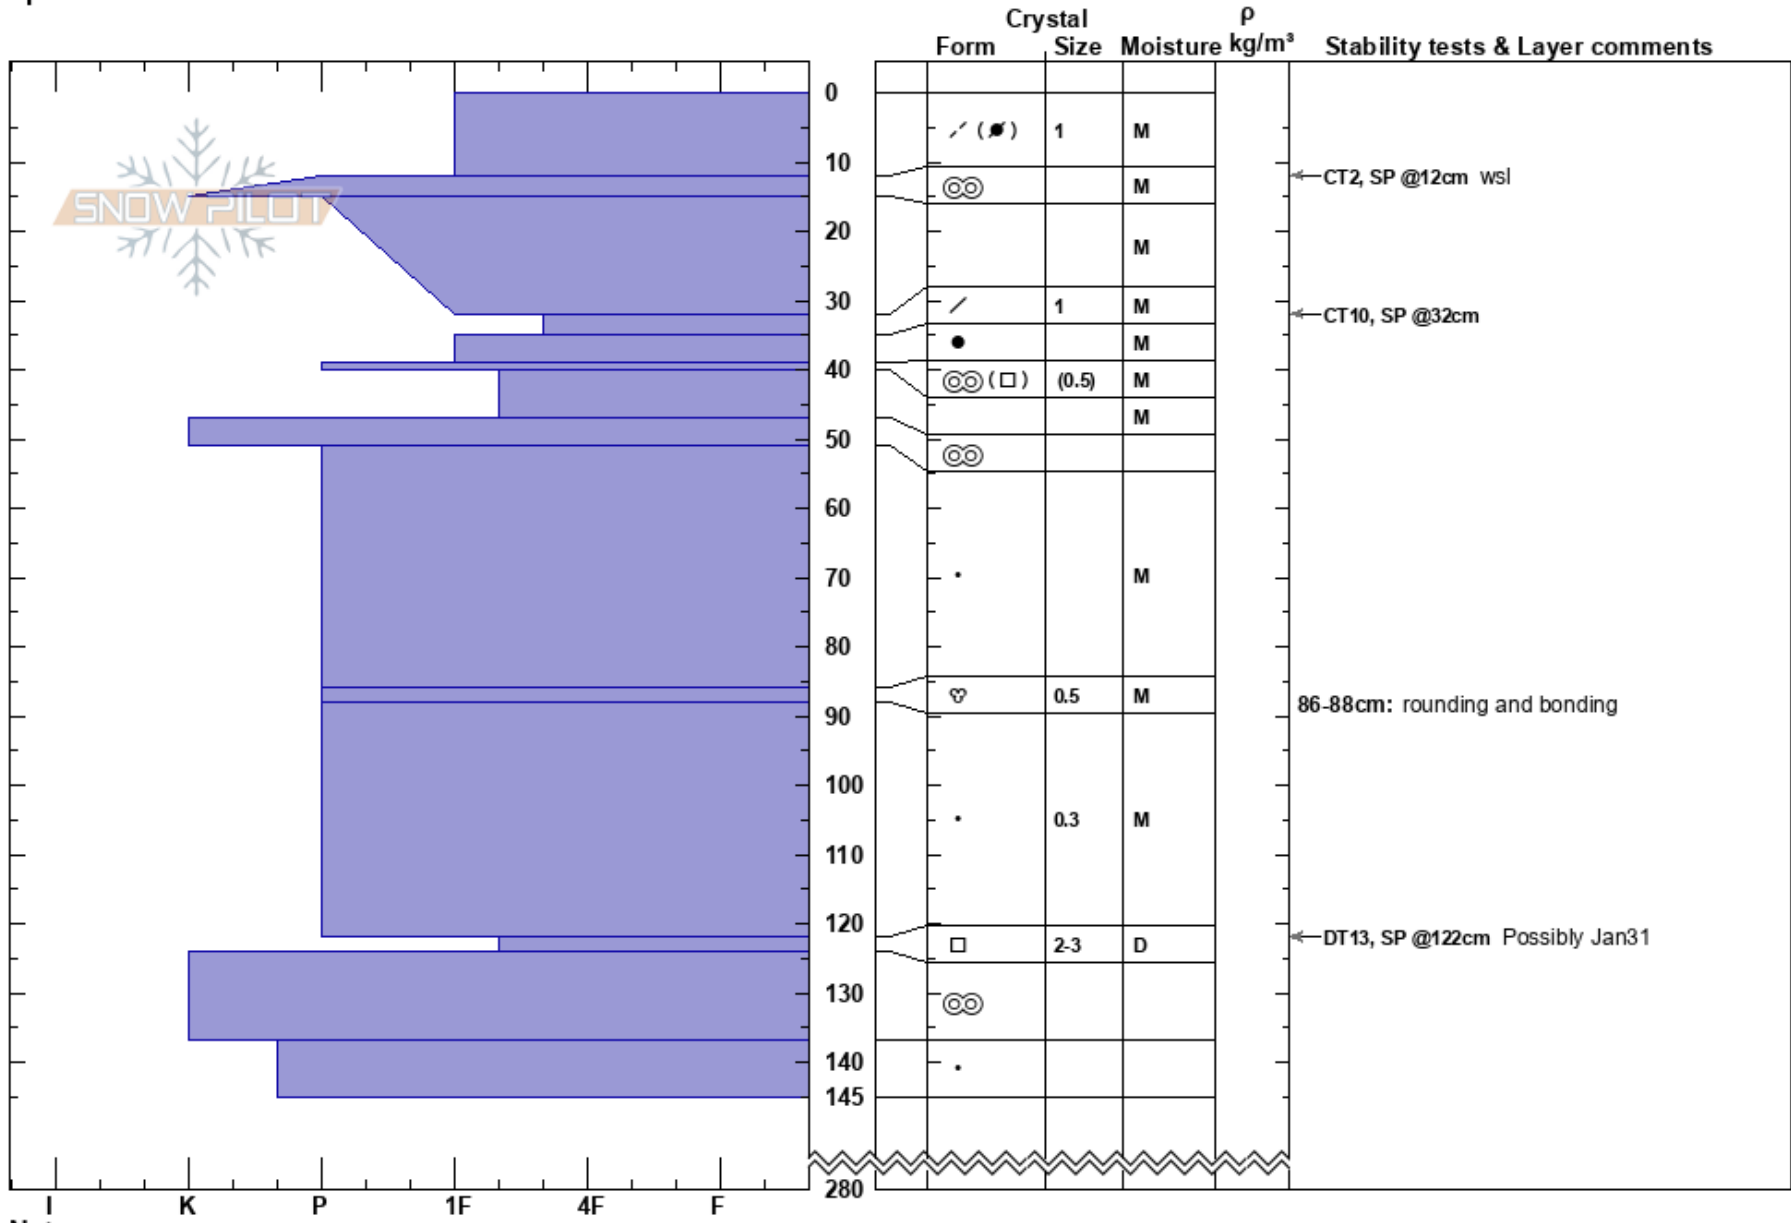 Crystal ρ
Form Size Moisture kg/m³ Stability tests & Layer comments
0
1 M
10
CT2, SP @12cm wsl
M
SNOW PILOT
20
M
30
1 M
CT10, SP @32cm
M
40
(0.5) M
M
50
60
70
M
80
0.5 M
86-88cm: rounding and bonding
90
100
0.3 M
110
120
DT13, SP @122cm Possibly Jan31
2-3 D
130
140
145
280
I K P 1F 4F F